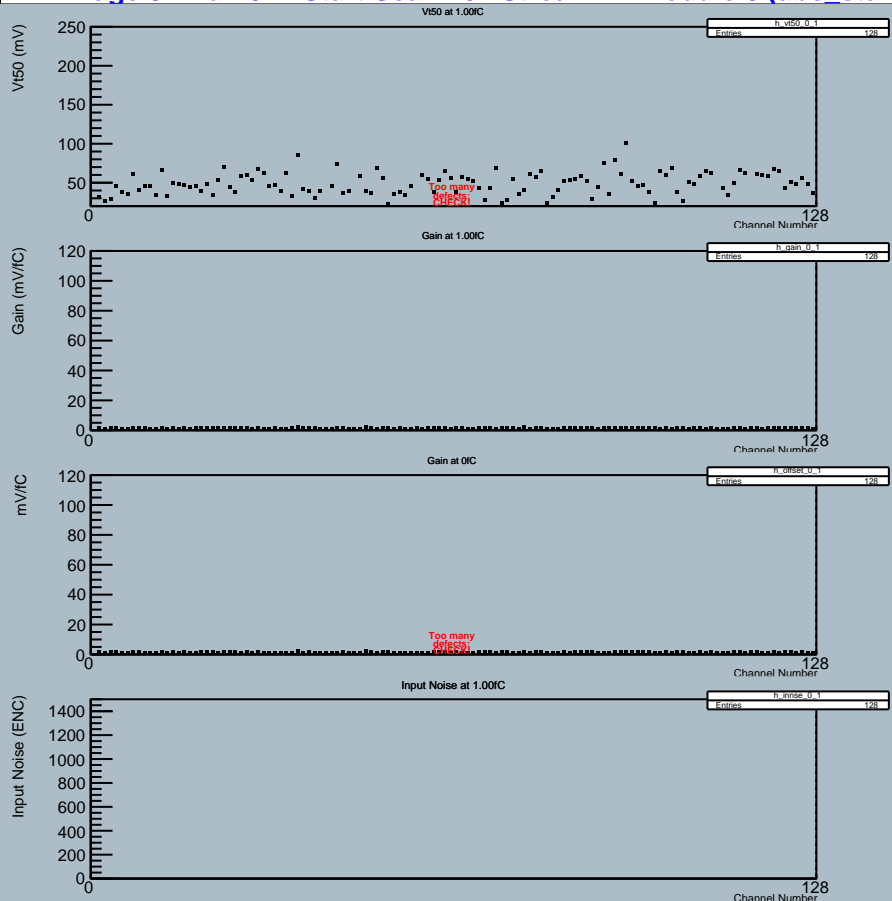 Vt50 at 1.00fC
h_vt50_0_1
Entries 128
Vt50 (mV)
250
200
150
100
50
Too many
defects:
CHECK!
0
128
Channel Number
Gain at 1.00fC
h_gain_0_1
Entries 128
Gain (mV/fC)
120
100
80
60
40
20
0
0
128
Channel Number
Gain at 0fC
h_offset_0_1
Entries 128
mV/fC
120
100
80
60
40
20
0
Too many
defects:
CHECK!
0
128
Channel Number
Input Noise at 1.00fC
h_innse_0_1
Entries 128
Input Noise (ENC)
1400
1200
1000
800
600
400
200
0
0
128
Channel Number